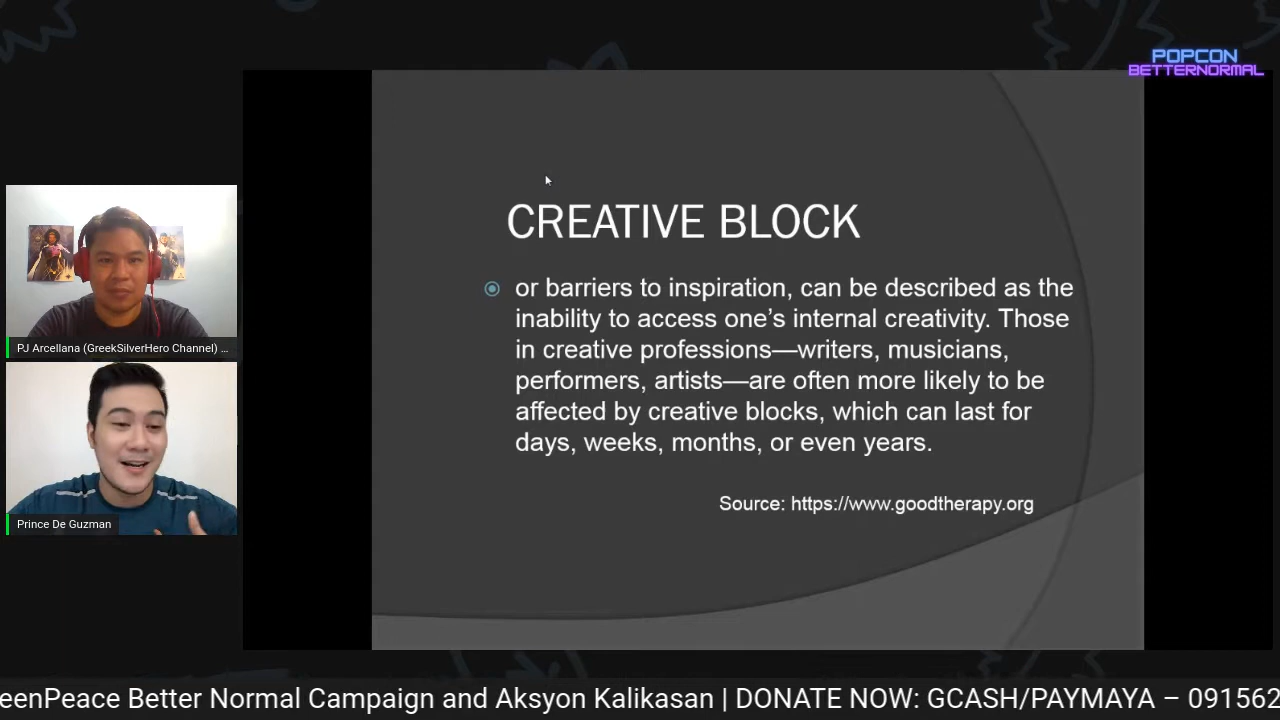 POPCON
BETTERNORMAL
CREATIVE BLOCK
or barriers to inspiration, can be described as the
inability to access one’s internal creativity. Those
in creative professions—writers, musicians,
performers, artists—are often more likely to be
affected by creative blocks, which can last for
days, weeks, months, or even years.
Source: https://www.goodtherapy.org
PJ Arcellana (GreekSilverHero Channel) ...
Prince De Guzman
eenPeace Better Normal Campaign and Aksyon Kalikasan | DONATE NOW: GCASH/PAYMAYA – 091562